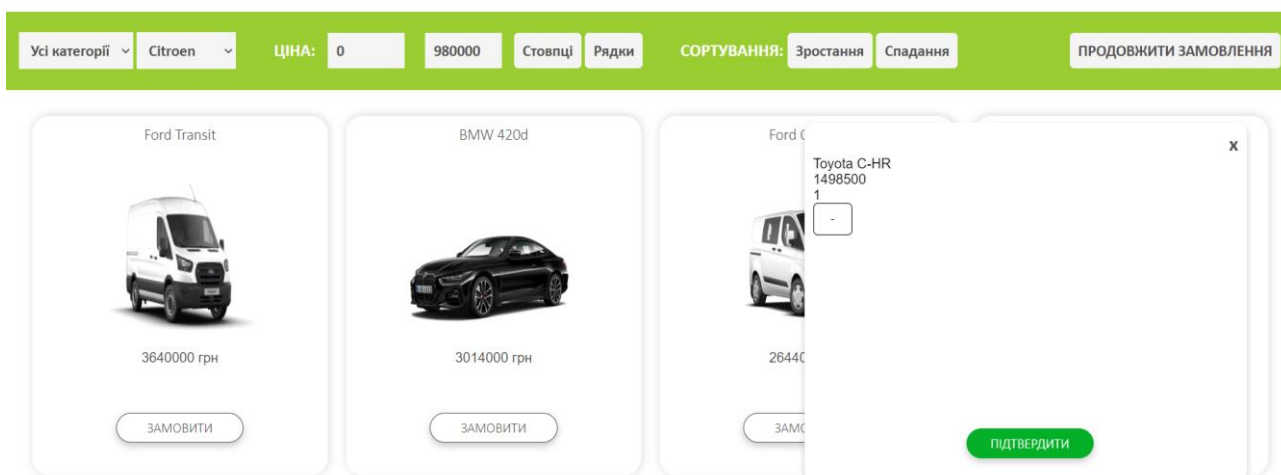 Усі категорії Citroen ЦІНА: 0 980000 Стовпці Рядки СОРТУВАННЯ: Зростання Спадання ПРОДОВЖИТИ ЗАМОВЛЕННЯ
Ford Transit
3640000 грн
ЗАМОВИТИ
BMW 420d
3014000 грн
ЗАМОВИТИ
Ford
x
Toyota C-HR
1498500
1
-
ПІДТВЕРДИТИ